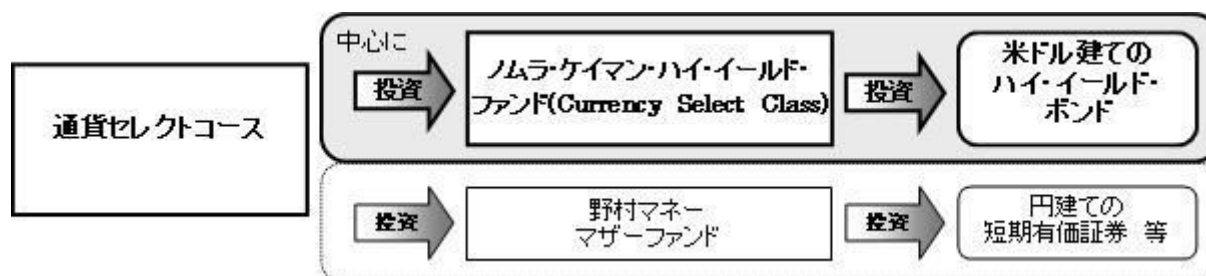 通貨セレクトコース
中心に
投資
ノムラ・ケイマン・ハイ・イールド・
ファンド(Currency Select Class)
投資
米ドル建ての
ハイ・イールド・
ボンド
投資
野村マネー
マザーファンド
投資
円建ての
短期有価証券 等